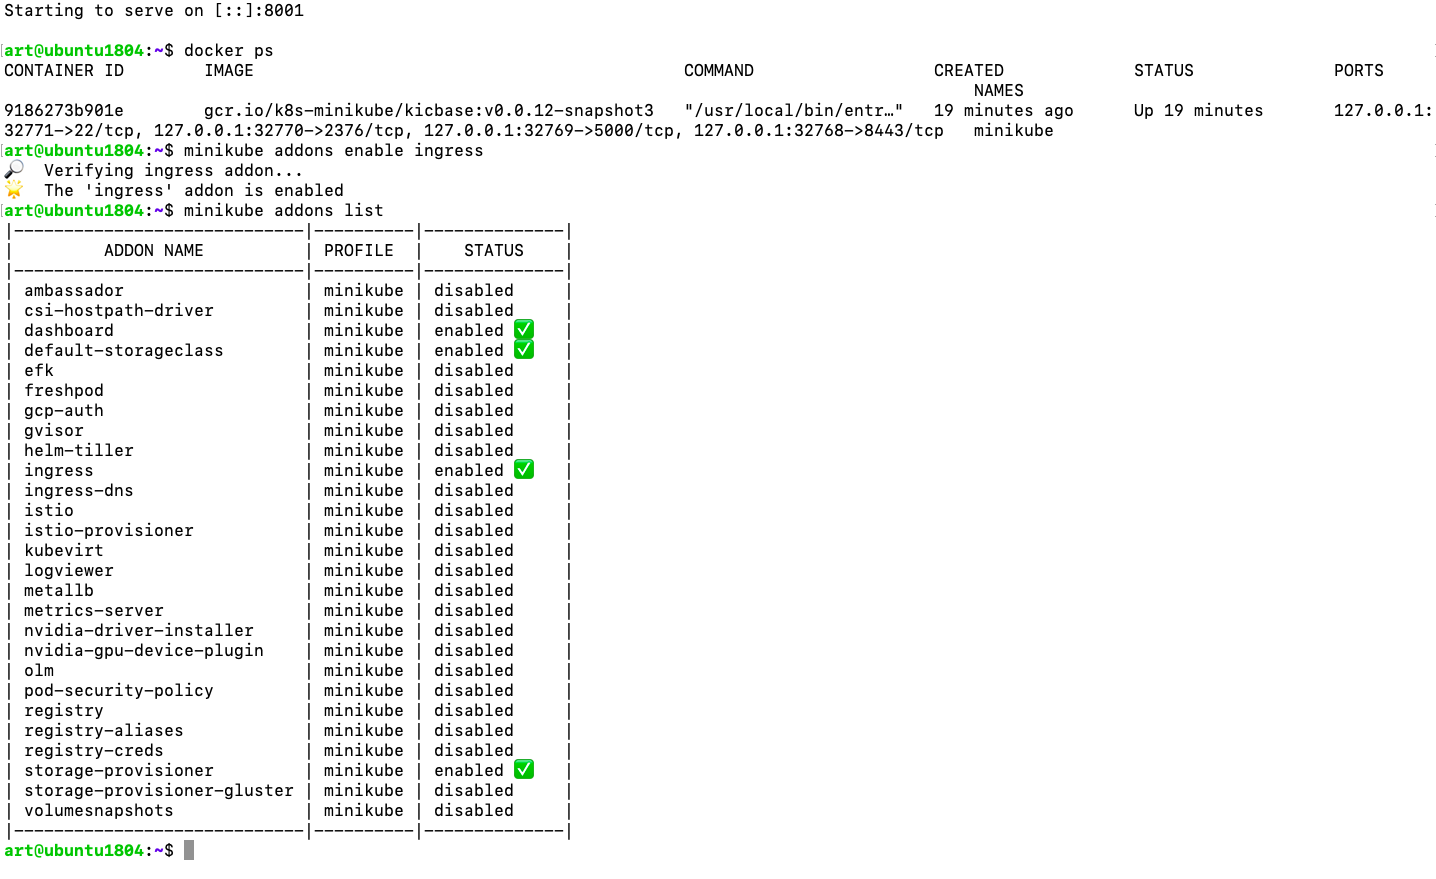 Starting to serve on [::]:8001
art@ubuntu1804:~$ docker ps
CONTAINER ID        IMAGE                                           COMMAND                  CREATED             STATUS              PORTS
                                                                                                 NAMES
9186273b901e        gcr.io/k8s-minikube/kicbase:v0.0.12-snapshot3   "/usr/local/bin/entr…"   19 minutes ago      Up 19 minutes       127.0.0.1:
32771->22/tcp, 127.0.0.1:32770->2376/tcp, 127.0.0.1:32769->5000/tcp, 127.0.0.1:32768->8443/tcp   minikube
art@ubuntu1804:~$ minikube addons enable ingress
🔎  Verifying ingress addon...
🌟  The 'ingress' addon is enabled
art@ubuntu1804:~$ minikube addons list
|-----------------------------|----------|--------------|
|         ADDON NAME          | PROFILE  |    STATUS    |
|-----------------------------|----------|--------------|
| ambassador                  | minikube | disabled     |
| csi-hostpath-driver         | minikube | disabled     |
| dashboard                   | minikube | enabled ✅   |
| default-storageclass        | minikube | enabled ✅   |
| efk                         | minikube | disabled     |
| freshpod                    | minikube | disabled     |
| gcp-auth                    | minikube | disabled     |
| gvisor                      | minikube | disabled     |
| helm-tiller                 | minikube | disabled     |
| ingress                     | minikube | enabled ✅   |
| ingress-dns                 | minikube | disabled     |
| istio                       | minikube | disabled     |
| istio-provisioner           | minikube | disabled     |
| kubevirt                    | minikube | disabled     |
| logviewer                   | minikube | disabled     |
| metallb                     | minikube | disabled     |
| metrics-server              | minikube | disabled     |
| nvidia-driver-installer     | minikube | disabled     |
| nvidia-gpu-device-plugin    | minikube | disabled     |
| olm                         | minikube | disabled     |
| pod-security-policy         | minikube | disabled     |
| registry                    | minikube | disabled     |
| registry-aliases            | minikube | disabled     |
| registry-creds              | minikube | disabled     |
| storage-provisioner         | minikube | enabled ✅   |
| storage-provisioner-gluster | minikube | disabled     |
| volumesnapshots             | minikube | disabled     |
|-----------------------------|----------|--------------|
art@ubuntu1804:~$